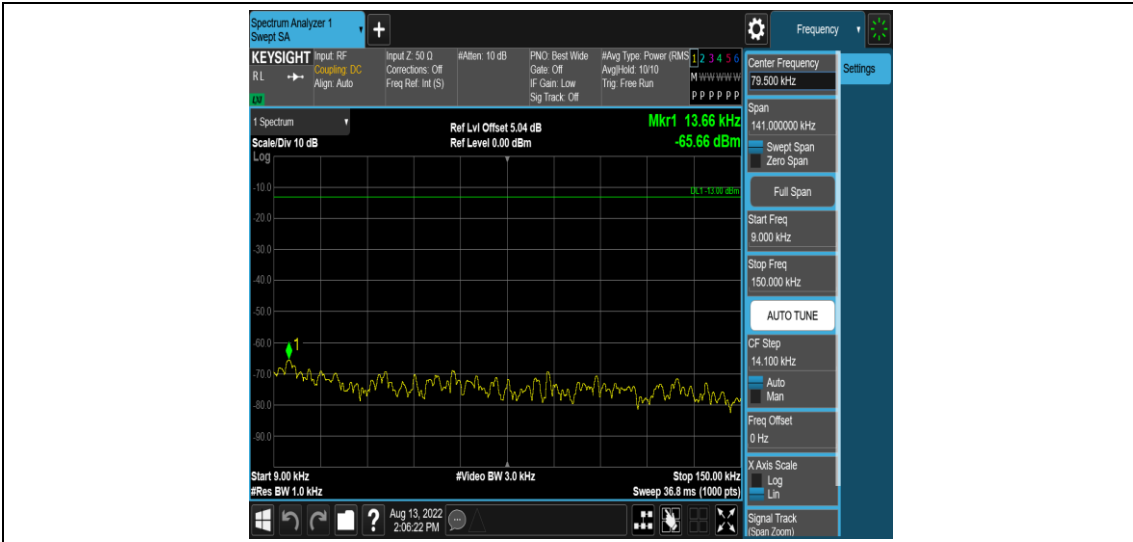 Spectrum Analyzer 1
Swept SA
+
Frequency
KEYSIGHT
RL
LXI
Input: RF
Coupling: DC
Align: Auto
Input Z: 50 Ω
Corrections: Off
Freq Ref: Int (S)
#Atten: 10 dB
PNO: Best Wide
Gate: Off
IF Gain: Low
Sig Track: Off
#Avg Type: Power (RMS
Avg|Hold: 10/10
Trig: Free Run
1 2 3 4 5 6
M W W W W W
P P P P P P
1 Spectrum
Scale/Div 10 dB
Log
Ref Lvl Offset 5.04 dB
Ref Level 0.00 dBm
Mkr1 13.66 kHz
-65.66 dBm
DL1 -13.00 dBm
-10.0
-20.0
-30.0
-40.0
-50.0
-60.0
-70.0
-80.0
-90.0
1
Start 9.00 kHz
#Res BW 1.0 kHz
#Video BW 3.0 kHz
Stop 150.00 kHz
Sweep 36.8 ms (1000 pts)
Center Frequency
79.500 kHz
Settings
Span
141.000000 kHz
Swept Span
Zero Span
Full Span
Start Freq
9.000 kHz
Stop Freq
150.000 kHz
AUTO TUNE
CF Step
14.100 kHz
Auto
Man
Freq Offset
0 Hz
X Axis Scale
Log
Lin
Signal Track
(Span Zoom)
?
Aug 13, 2022
2:06:22 PM